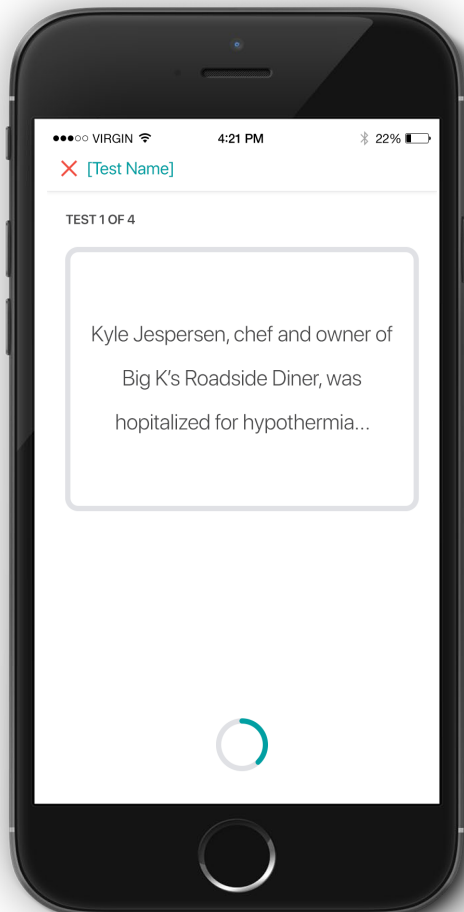 VIRGIN 4:21 PM 22%
[Test Name]
TEST 1 OF 4
Kyle Jespersen, chef and owner of
Big K's Roadside Diner, was
hopitalized for hypothermia...